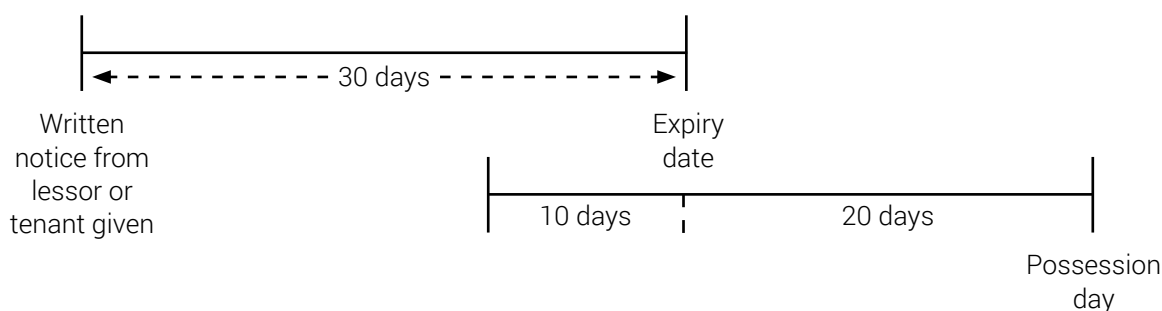 30 days
Written
notice from
lessor or
tenant given
Expiry
date
10 days
20 days
Possession
day